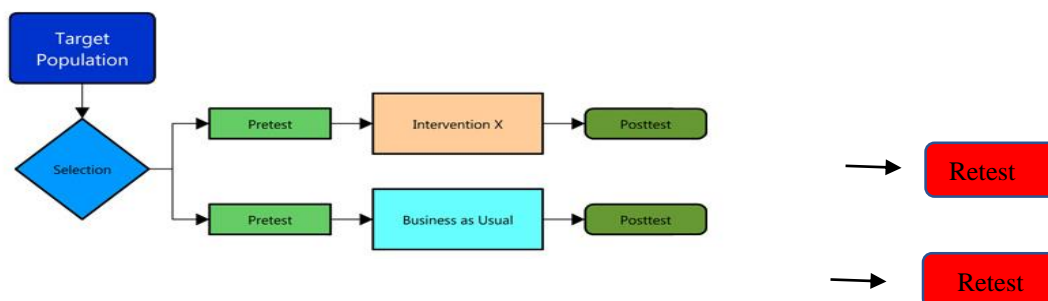 Target
Population
Selection
Pretest
Intervention X
Posttest
Retest
Pretest
Business as Usual
Posttest
Retest